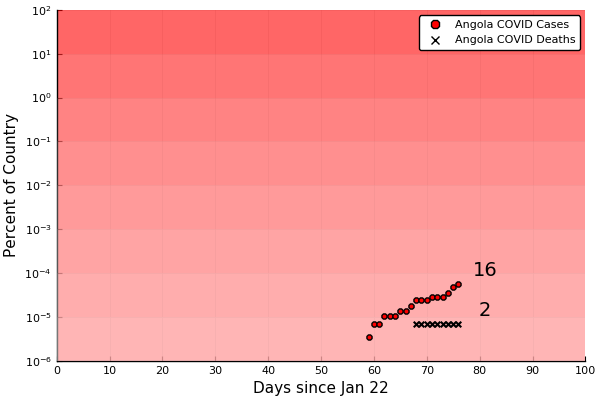 Angola COVID Cases
Angola COVID Deaths
Percent of Country
10²
10¹
10⁰
10⁻¹
10⁻²
10⁻³
10⁻⁴
10⁻⁵
10⁻⁶
16
2
0 10 20 30 40 50 60 70 80 90 100
Days since Jan 22